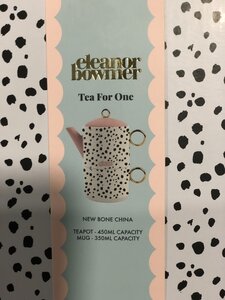 eleanor
bowmer
Tea For One
NEW BONE CHINA
TEAPOT - 450ML CAPACITY
MUG - 350ML CAPACITY